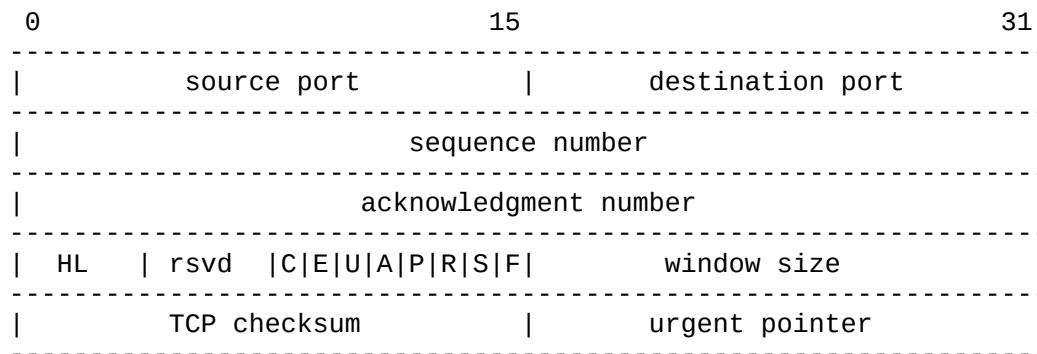 0 15 31
-----------------------------------------------------------------
| source port | destination port
-----------------------------------------------------------------
| sequence number
-----------------------------------------------------------------
| acknowledgment number
-----------------------------------------------------------------
| HL | rsvd |C|E|U|A|P|R|S|F| window size
-----------------------------------------------------------------
| TCP checksum | urgent pointer
-----------------------------------------------------------------